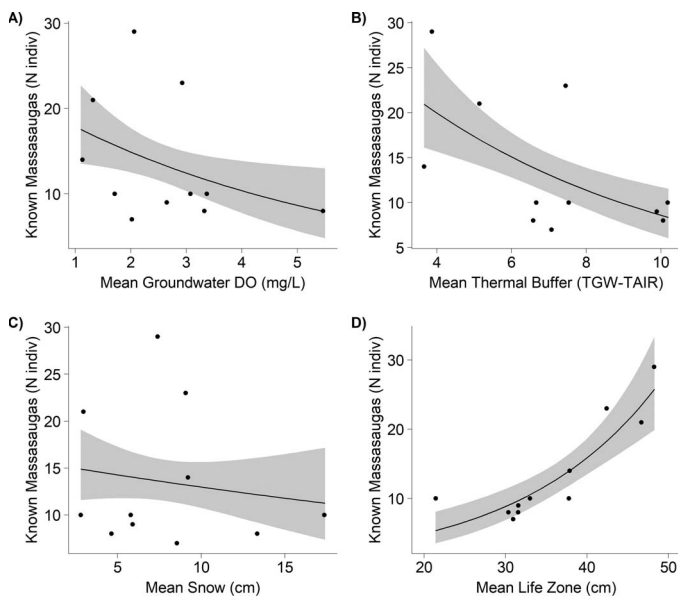 A)
30
20
10
Known Massasaugas (N indiv)
1 2 3 4 5
Mean Groundwater DO (mg/L)
B)
30
25
20
15
10
5
Known Massasaugas (N indiv)
4 6 8 10
Mean Thermal Buffer (TGW-TAIR)
C)
30
25
20
15
10
Known Massasaugas (N indiv)
5 10 15
Mean Snow (cm)
D)
30
20
10
Known Massasaugas (N indiv)
20 30 40 50
Mean Life Zone (cm)